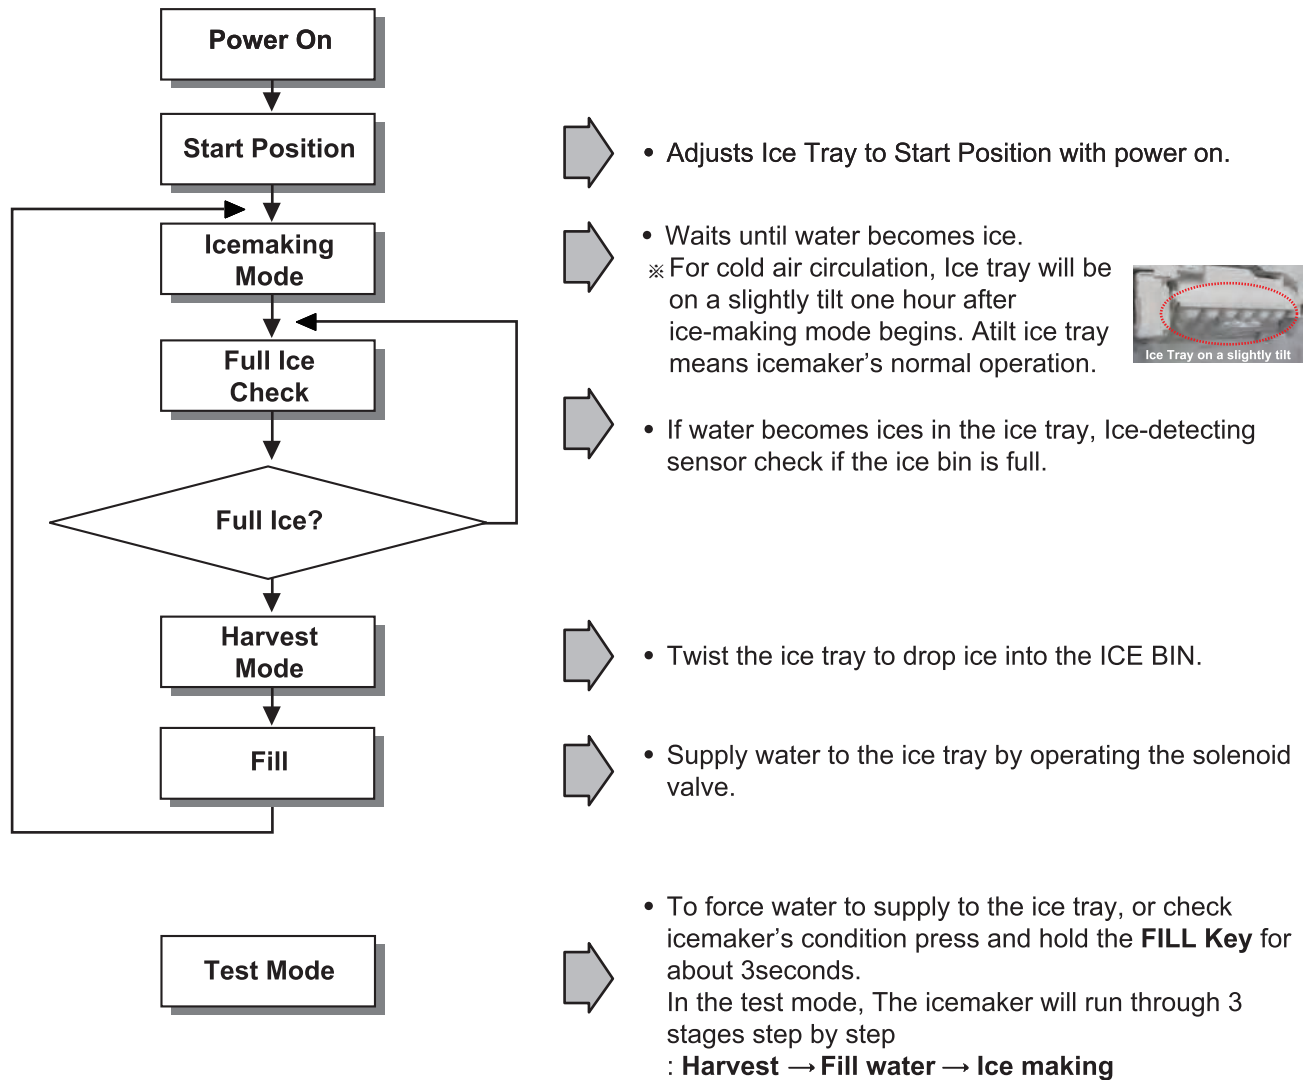 Power On
Start Position
• Adjusts Ice Tray to Start Position with power on.
Icemaking
Mode
• Waits until water becomes ice.
※ For cold air circulation, Ice tray will be
on a slightly tilt one hour after
ice-making mode begins. Atilt ice tray
means icemaker's normal operation.
Ice Tray on a slightly tilt
Full Ice
Check
• If water becomes ices in the ice tray, Ice-detecting
sensor check if the ice bin is full.
Full Ice?
Harvest
Mode
• Twist the ice tray to drop ice into the ICE BIN.
Fill
• Supply water to the ice tray by operating the solenoid
valve.
Test Mode
• To force water to supply to the ice tray, or check
icemaker's condition press and hold the FILL Key for
about 3seconds.
In the test mode, The icemaker will run through 3
stages step by step
: Harvest → Fill water → Ice making